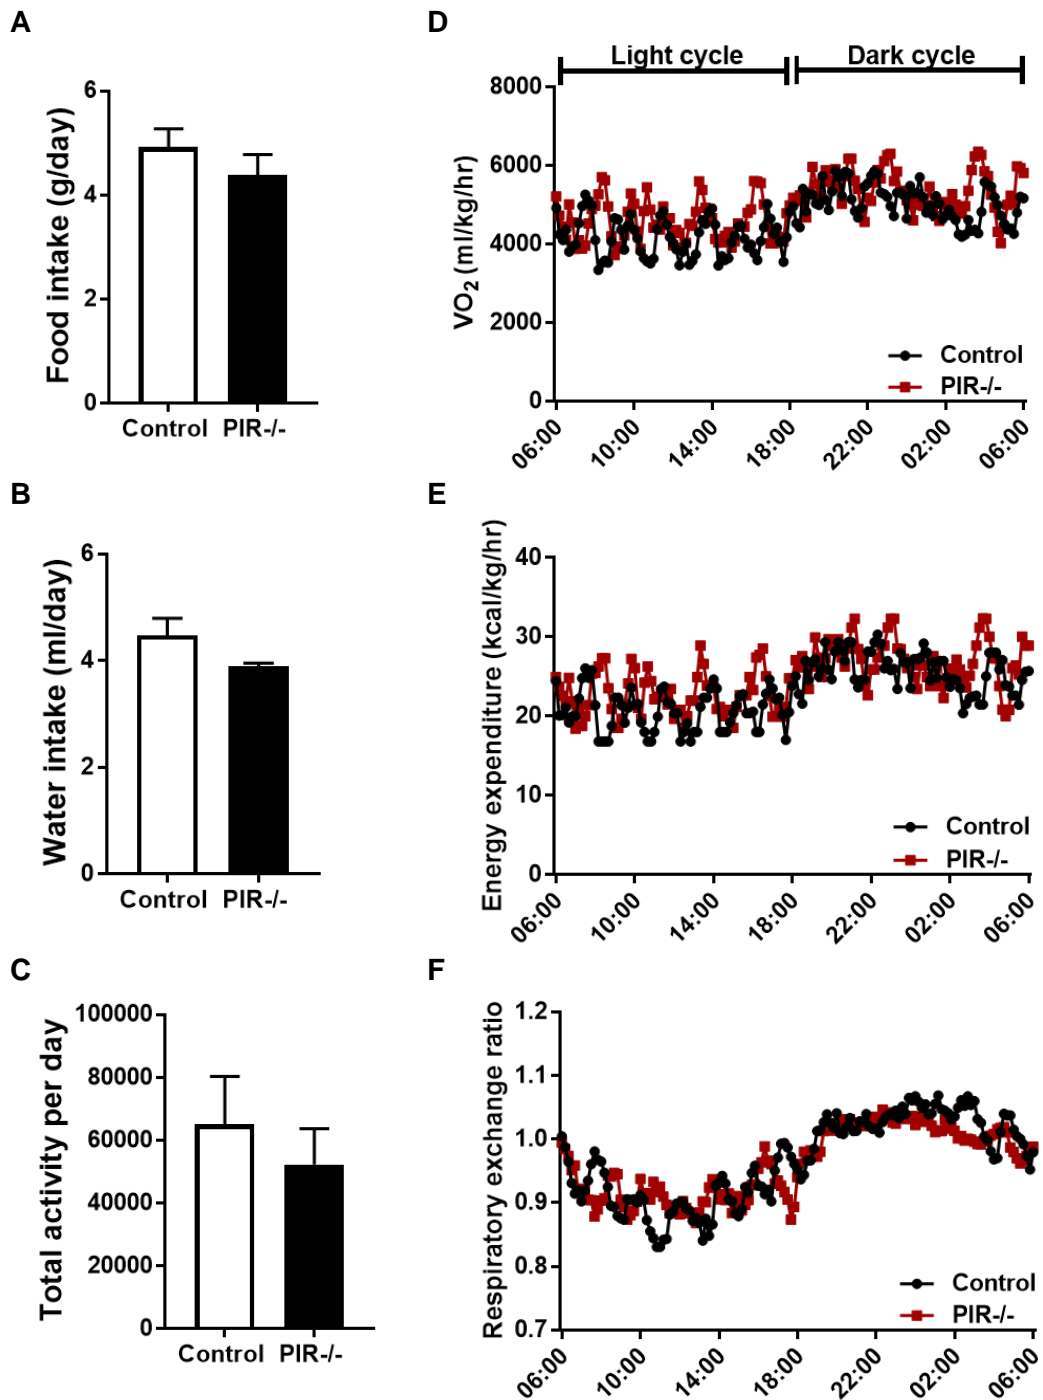 A
Food intake (g/day)
6
4
2
0
Control PIR-/-
B
Water intake (ml/day)
6
4
2
0
Control PIR-/-
C
Total activity per day
100000
80000
60000
40000
20000
0
Control PIR-/-
D
Light cycle Dark cycle
VO2 (ml/kg/hr)
8000
6000
4000
2000
0
Control
PIR-/-
06:00 10:00 14:00 18:00 22:00 02:00 06:00
E
Energy expenditure (kcal/kg/hr)
40
30
20
10
0
Control
PIR-/-
06:00 10:00 14:00 18:00 22:00 02:00 06:00
F
Respiratory exchange ratio
1.2
1.1
1.0
0.9
0.8
0.7
Control
PIR-/-
06:00 10:00 14:00 18:00 22:00 02:00 06:00